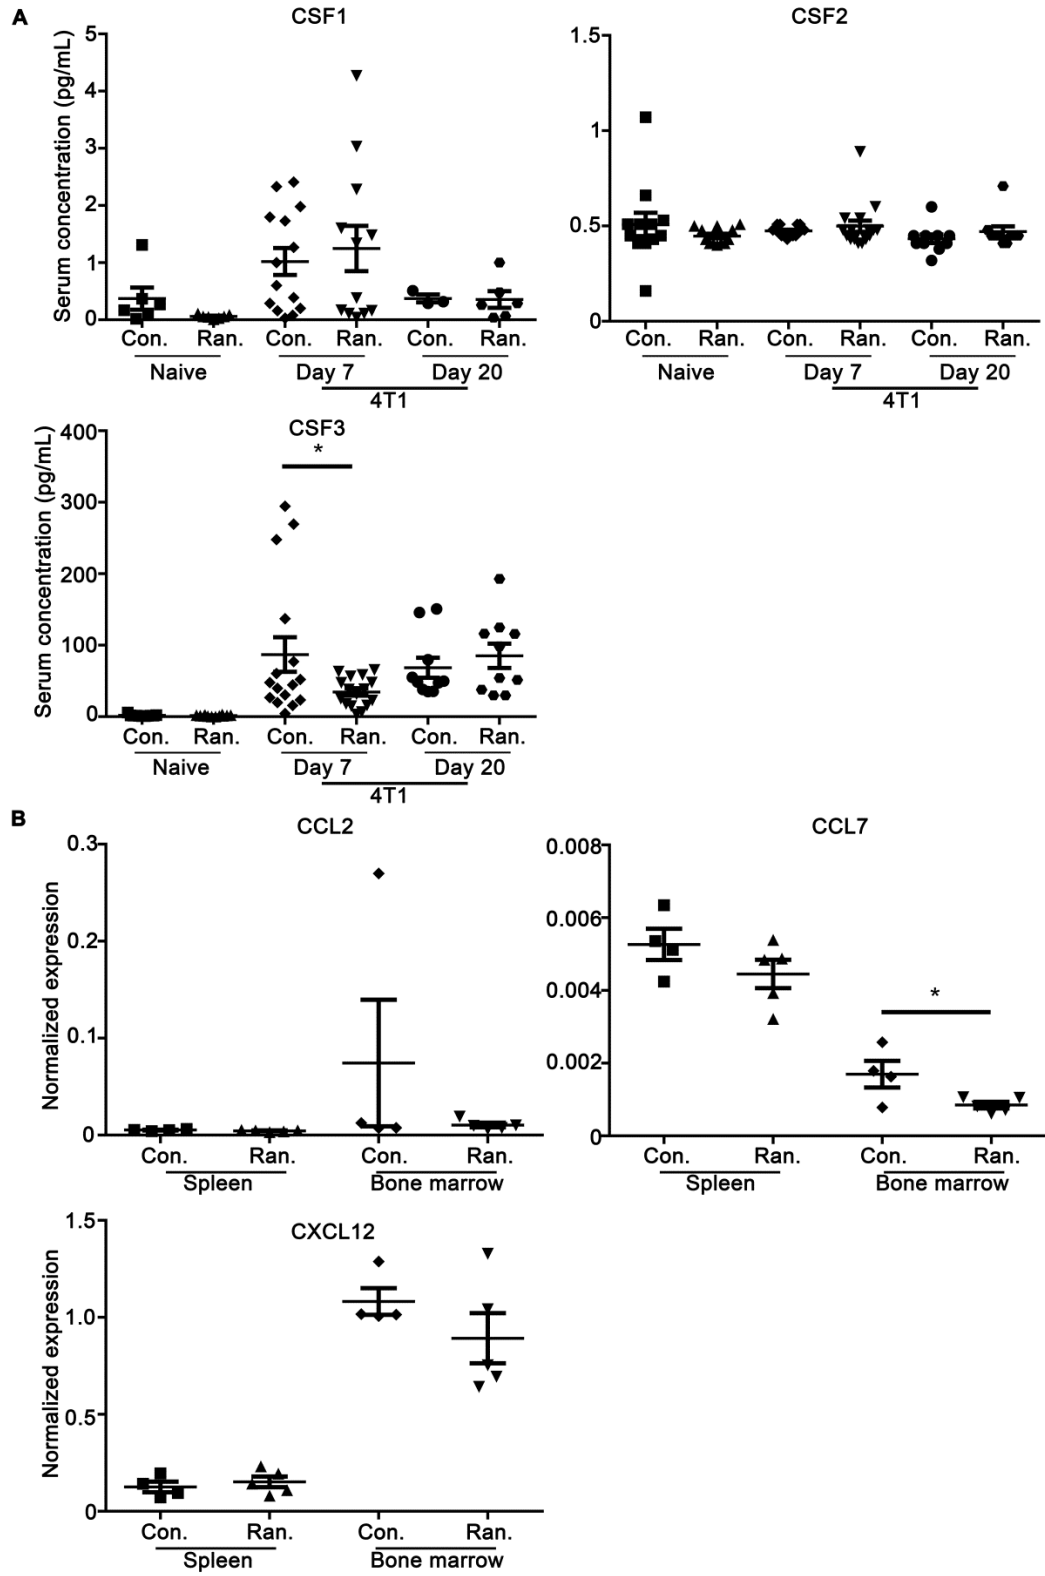 A
CSF1
Serum concentration (pg/mL)
5
4
3
2
1
0
Con. Ran. Con. Ran. Con. Ran.
Naive Day 7 Day 20
4T1
CSF2
1.5
1
0.5
0
Con. Ran. Con. Ran. Con. Ran.
Naive Day 7 Day 20
4T1
CSF3
*
Serum concentration (pg/mL)
400
300
200
100
0
Con. Ran. Con. Ran. Con. Ran.
Naive Day 7 Day 20
4T1
B
CCL2
Normalized expression
0.3
0.2
0.1
0
Con. Ran. Con. Ran.
Spleen Bone marrow
CCL7
0.008
0.006
0.004
0.002
0
*
Con. Ran. Con. Ran.
Spleen Bone marrow
CXCL12
Normalized expression
1.5
1.0
0.5
0
Con. Ran. Con. Ran.
Spleen Bone marrow